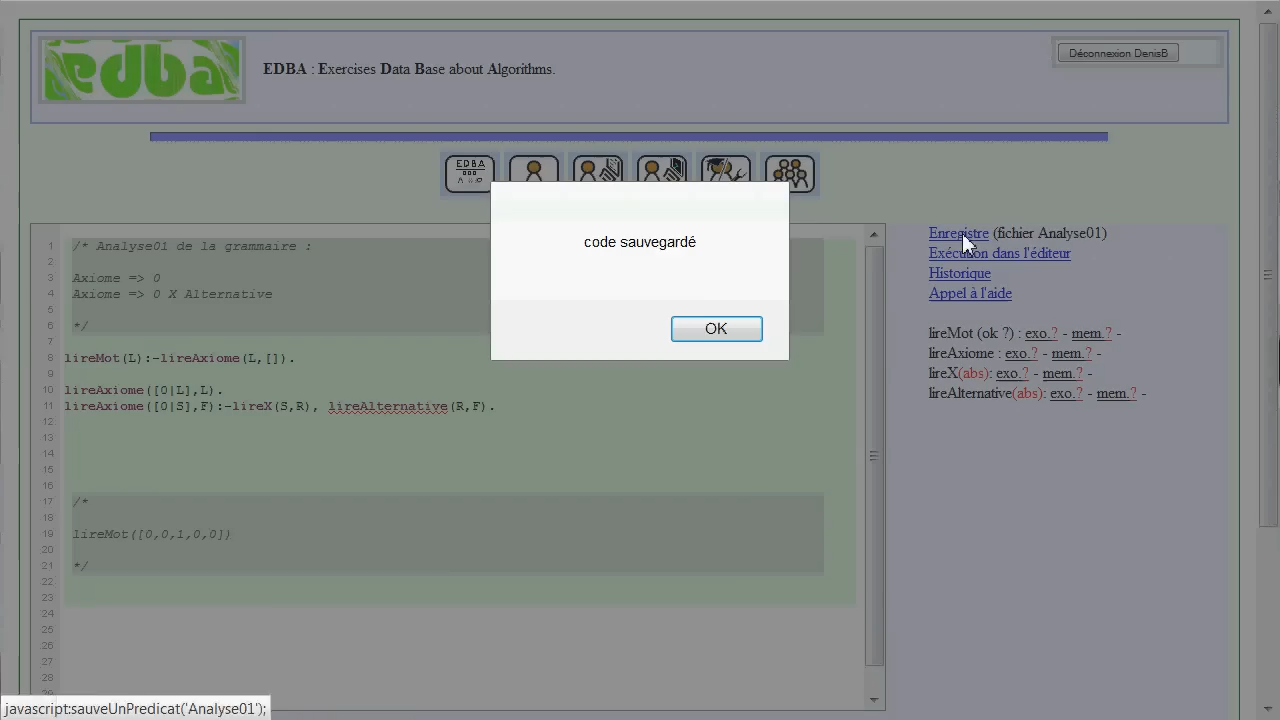 edba
EDBA : Exercises Data Base about Algorithms.
Déconnexion DenisB
EDBA
code sauvegardé
OK
1 /* Analyse01 de la grammaire :
2
3 Axiome => 0
4 Axiome => 0 X Alternative
5
6 */
7
8 lireMot(L):-lireAxiome(L,[]).
9
10 lireAxiome([0|L],L).
11 lireAxiome([0|S],F):-lireX(S,R), lireAlternative(R,F).
12
13
14
15
16
17 /*
18
19 lireMot([0,0,1,0,0])
20
21 */
22
23
24
25
26
27
28
29
Enregistre (fichier Analyse01)
Exécution dans l'éditeur
Historique
Appel à l'aide
lireMot (ok ?) : exo.? - mem.? -
lireAxiome : exo.? - mem.? -
lireX(abs): exo.? - mem.? -
lireAlternative(abs): exo.? - mem.? -
javascript:sauveUnPredica('Analyse01');